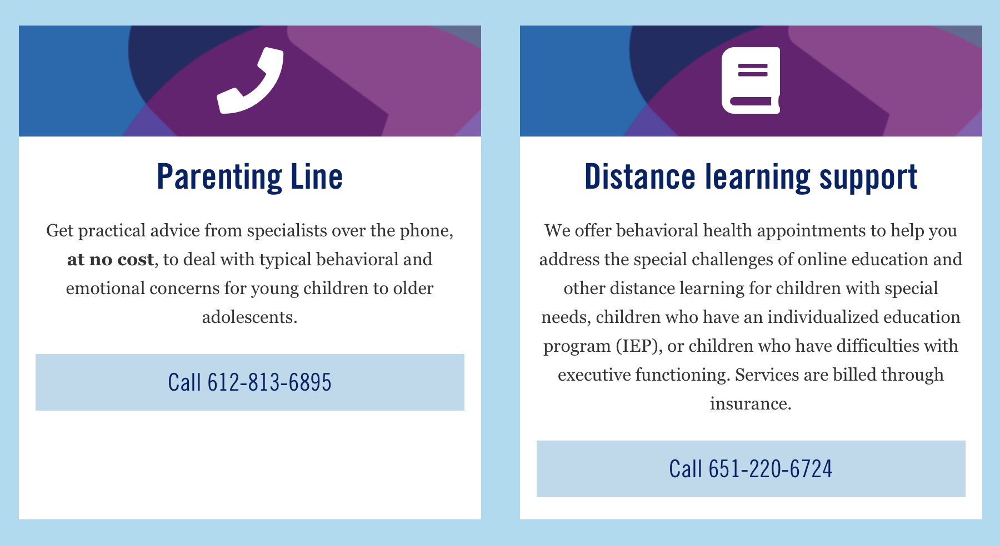 Parenting Line
Get practical advice from specialists over the phone,
at no cost, to deal with typical behavioral and
emotional concerns for young children to older
adolescents.
Call 612-813-6895
Distance learning support
We offer behavioral health appointments to help you
address the special challenges of online education and
other distance learning for children with special
needs, children who have an individualized education
program (IEP), or children who have difficulties with
executive functioning. Services are billed through
insurance.
Call 651-220-6724